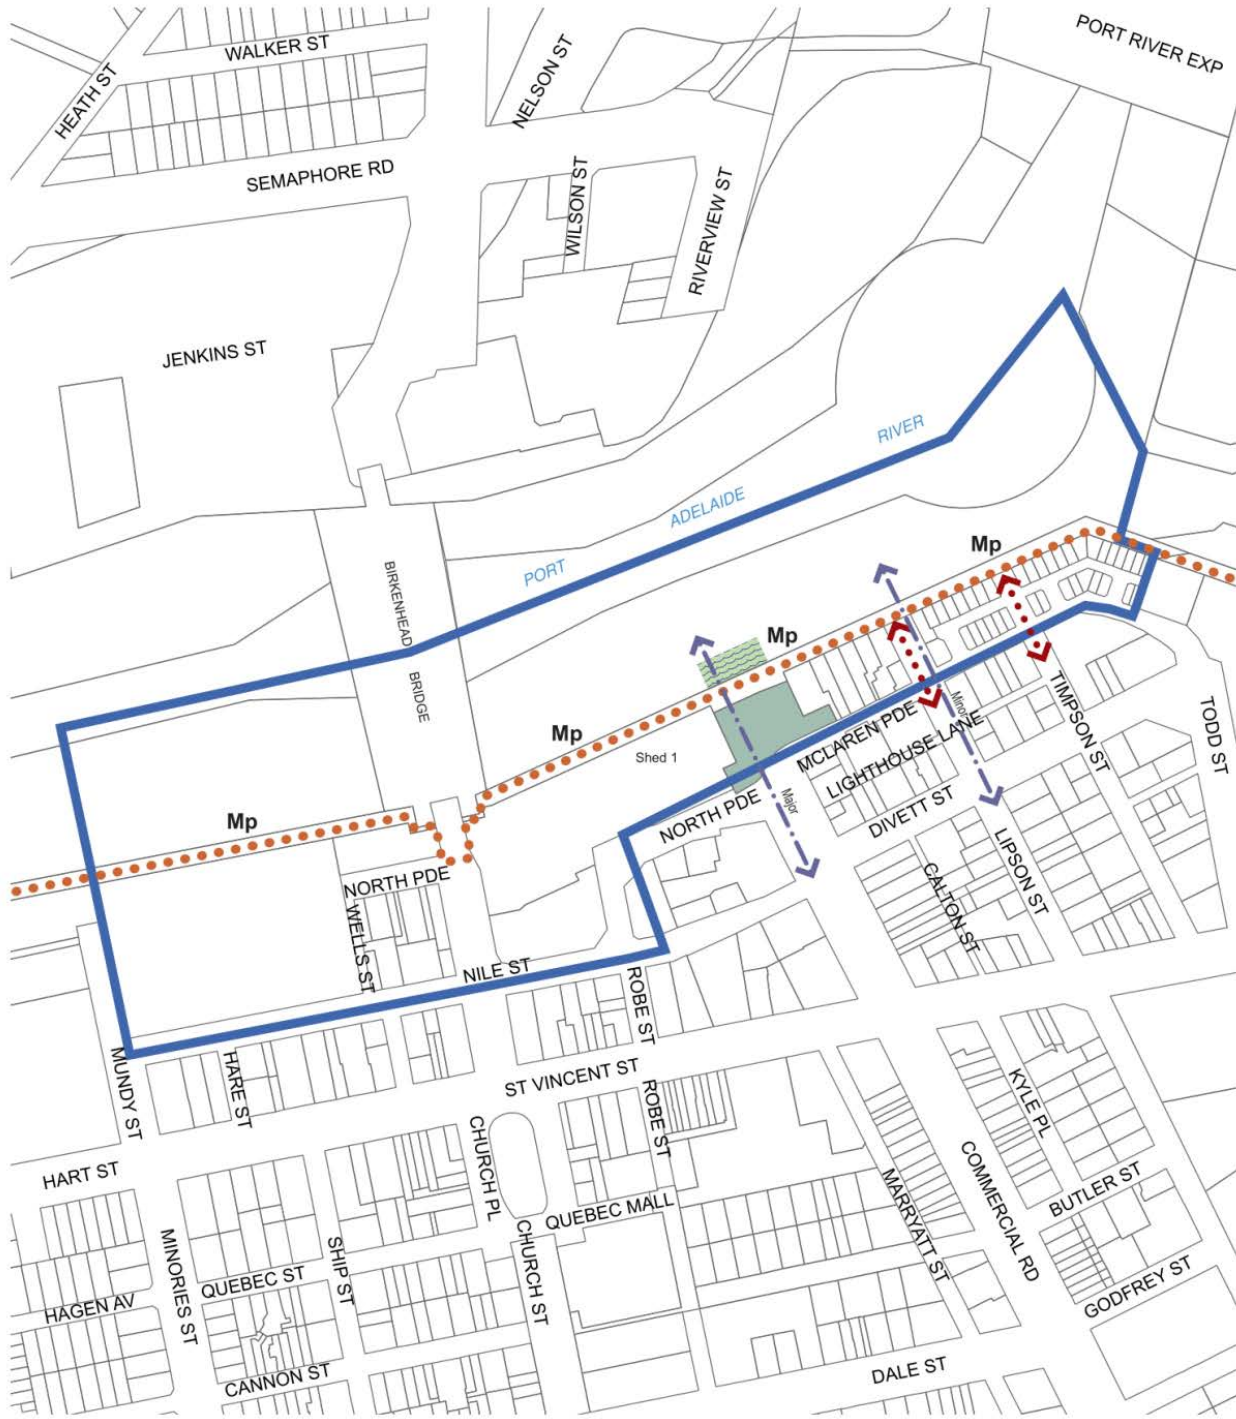 PORT RIVER EXP
WALKER ST
NELSON ST
HEATH ST
SEMAPHORE RD
WILSON ST
RIVERVIEW ST
JENKINS ST
RIVER
ADELAIDE
PORT
Mp
BIRKENHEAD
BRIDGE
Mp
Mp
Shed 1
Minor
TIMPSON ST
TODD ST
MCLAREN PDE
LIGHTHOUSE LANE
Major
NORTH PDE
DIVETT ST
Mp
NORTH PDE
WELLS ST
CALTON ST
LIPSON ST
NILE ST
ROBE ST
MUNDY ST
HARE ST
ST VINCENT ST
ROBE ST
KYLE PL
HART ST
CHURCH PL
COMMERCIAL RD
MARRYATT ST
BUTLER ST
QUEBEC MALL
MINORIES ST
SHIP ST
CHURCH ST
QUEBEC ST
GODFREY ST
HAGEN AV
CANNON ST
DALE ST